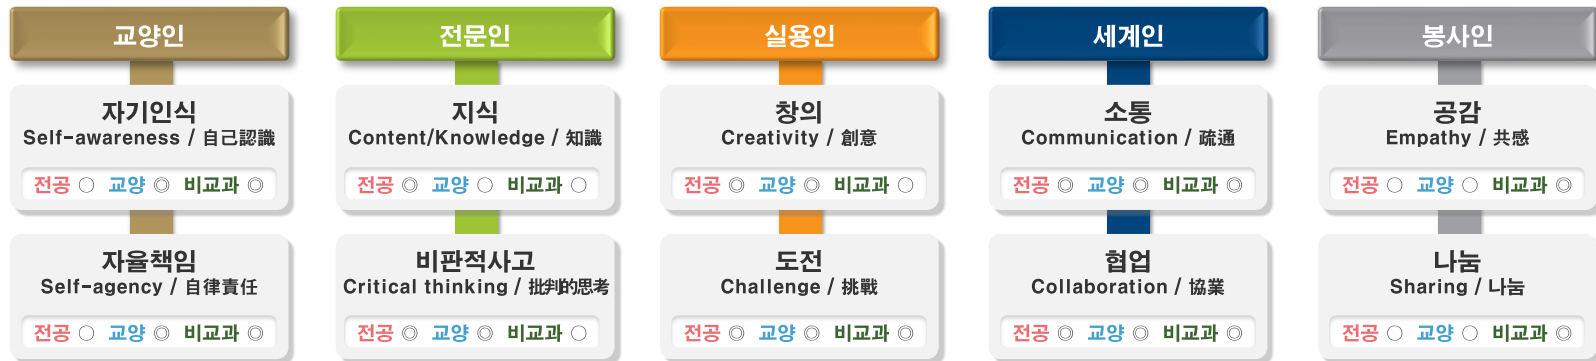 교양인
자기인식
Self-awareness / 自己認識
전공 ○ 교양 ◎ 비교과 ◎
자율책임
Self-agency / 自律責任
전공 ○ 교양 ◎ 비교과 ◎
전문인
지식
Content/Knowledge / 知識
전공 ◎ 교양 ○ 비교과 ○
비판적사고
Critical thinking / 批判的思考
전공 ◎ 교양 ◎ 비교과 ○
실용인
창의
Creativity / 創意
전공 ◎ 교양 ◎ 비교과 ○
도전
Challenge / 挑戰
전공 ◎ 교양 ◎ 비교과 ◎
세계인
소통
Communication / 疏通
전공 ◎ 교양 ◎ 비교과 ◎
협업
Collaboration / 協業
전공 ◎ 교양 ◎ 비교과 ◎
봉사인
공감
Empathy / 共感
전공 ○ 교양 ○ 비교과 ◎
나눔
Sharing / 나눔
전공 ○ 교양 ○ 비교과 ◎